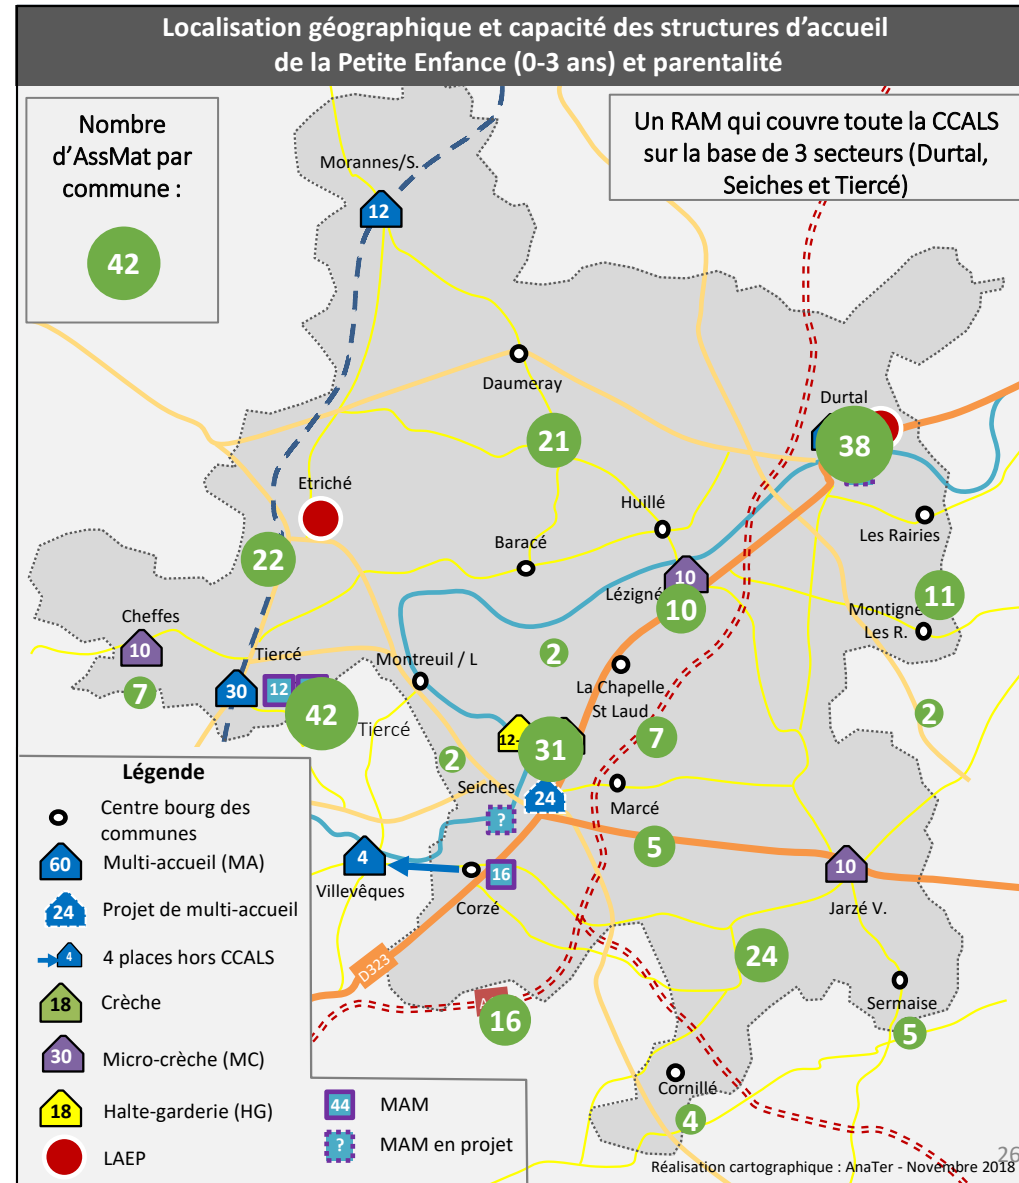 Localisation géographique et capacité des structures d'accueil
de la Petite Enfance (0-3 ans) et parentalité
Nombre
d'AssMat par
commune :
42
Un RAM qui couvre toute la CCALS
sur la base de 3 secteurs (Durtal,
Seiches et Tiercé)
Morannes/S.
12
Daumeray
21
Durtal
38
Etriché
Huillé
Les Rairies
22
Baracé
10
Lézigné
10
11
Montigné
Les R.
Cheffes
10
7
Tiercé
30
12
42
Tiercé
Montreuil / L
2
La Chapelle
St Laud
2
7
12-
31
2
Seiches
24
Marcé
?
5
4
Villevêques
16
Corzé
10
Jarzé V.
D323
24
Sermaise
5
16
Cornillé
4
Légende
Centre bourg des
communes
60 Multi-accueil (MA)
24 Projet de multi-accueil
4 4 places hors CCALS
18 Crèche
30 Micro-crèche (MC)
18 Halte-garderie (HG)
LAEP
44 MAM
? MAM en projet
26
Réalisation cartographique : AnaTer - Novembre 2018